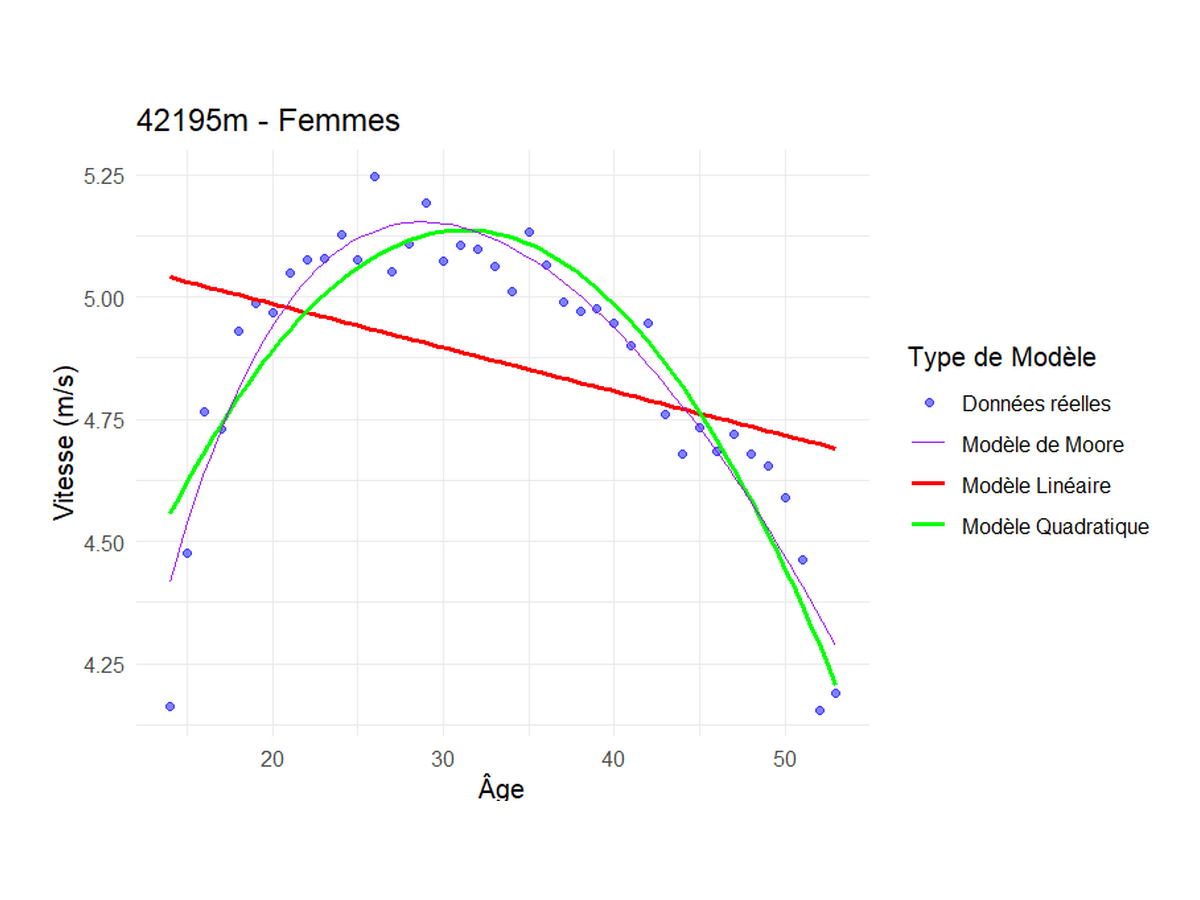 42195m - Femmes
5.25
5.00
4.75
4.50
4.25
Vitesse (m/s)
20 30 40 50
Âge
Type de Modèle
Données réelles
Modèle de Moore
Modèle Linéaire
Modèle Quadratique